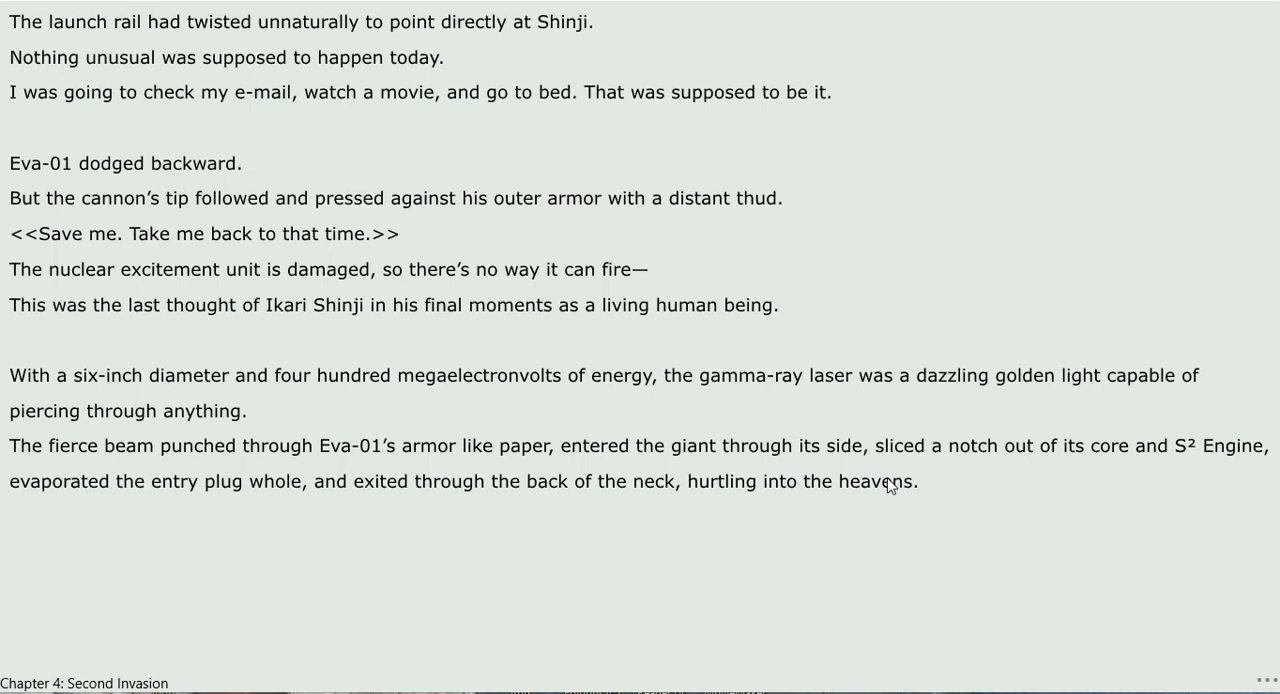 The launch rail had twisted unnaturally to point directly at Shinji.
Nothing unusual was supposed to happen today.
I was going to check my e-mail, watch a movie, and go to bed. That was supposed to be it.
Eva-01 dodged backward.
But the cannon’s tip followed and pressed against his outer armor with a distant thud.
<<Save me. Take me back to that time.>>
The nuclear excitement unit is damaged, so there’s no way it can fire—
This was the last thought of Ikari Shinji in his final moments as a living human being.
With a six-inch diameter and four hundred megaelectronvolts of energy, the gamma-ray laser was a dazzling golden light capable of
piercing through anything.
The fierce beam punched through Eva-01’s armor like paper, entered the giant through its side, sliced a notch out of its core and S² Engine,
evaporated the entry plug whole, and exited through the back of the neck, hurtling into the heavens.
Chapter 4: Second Invasion